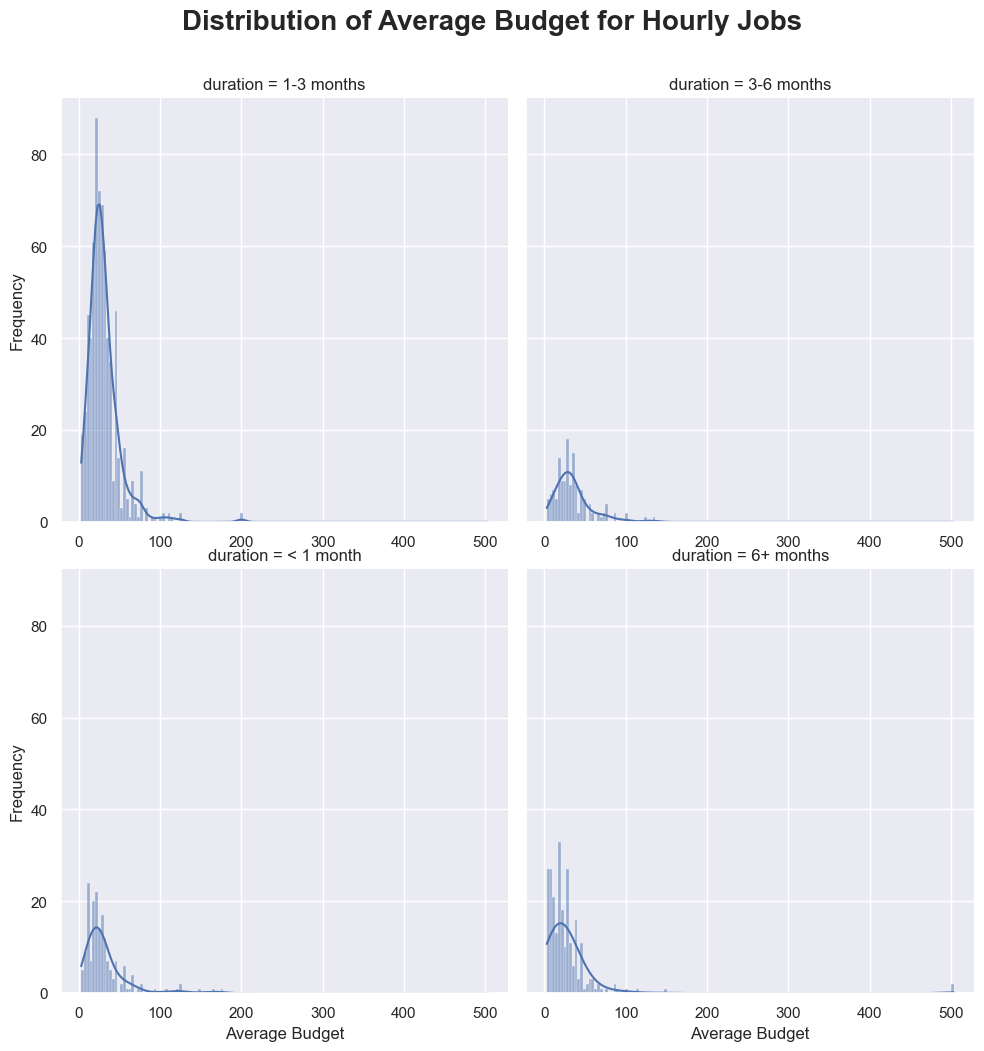 Distribution of Average Budget for Hourly Jobs
duration = 1-3 months
duration = 3-6 months
80
60
40
20
0
Frequency
0 100 200 300 400 500
0 100 200 300 400 500
duration = < 1 month
duration = 6+ months
80
60
40
20
0
Frequency
0 100 200 300 400 500
0 100 200 300 400 500
Average Budget
Average Budget